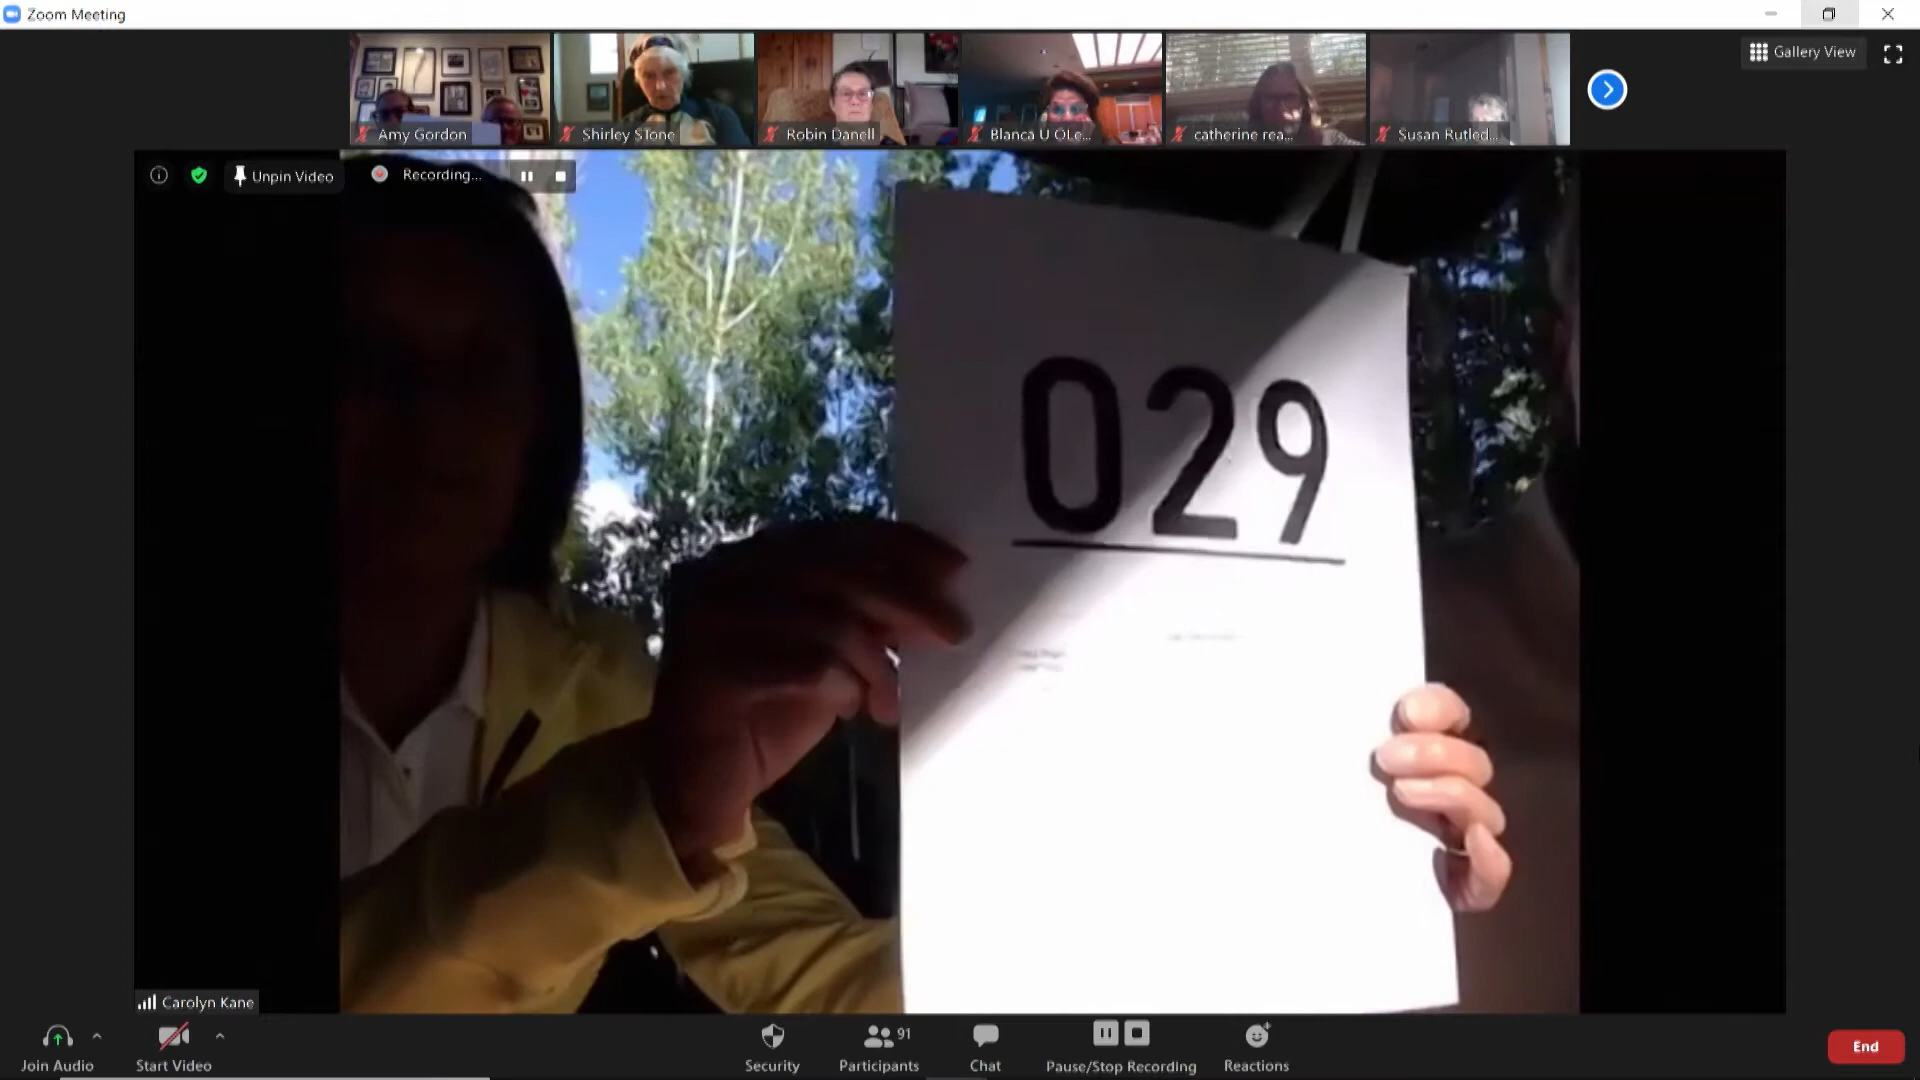 Zoom Meeting
Amy Gordon
Shirley STone
Robin Danell
Blanca U OLe...
catherine rea...
Susan Rutled...
Gallery View
Unpin Video
Recording...
029
Carolyn Kane
Join Audio
Start Video
Security
91
Participants
Chat
Pause/Stop Recording
Reactions
End